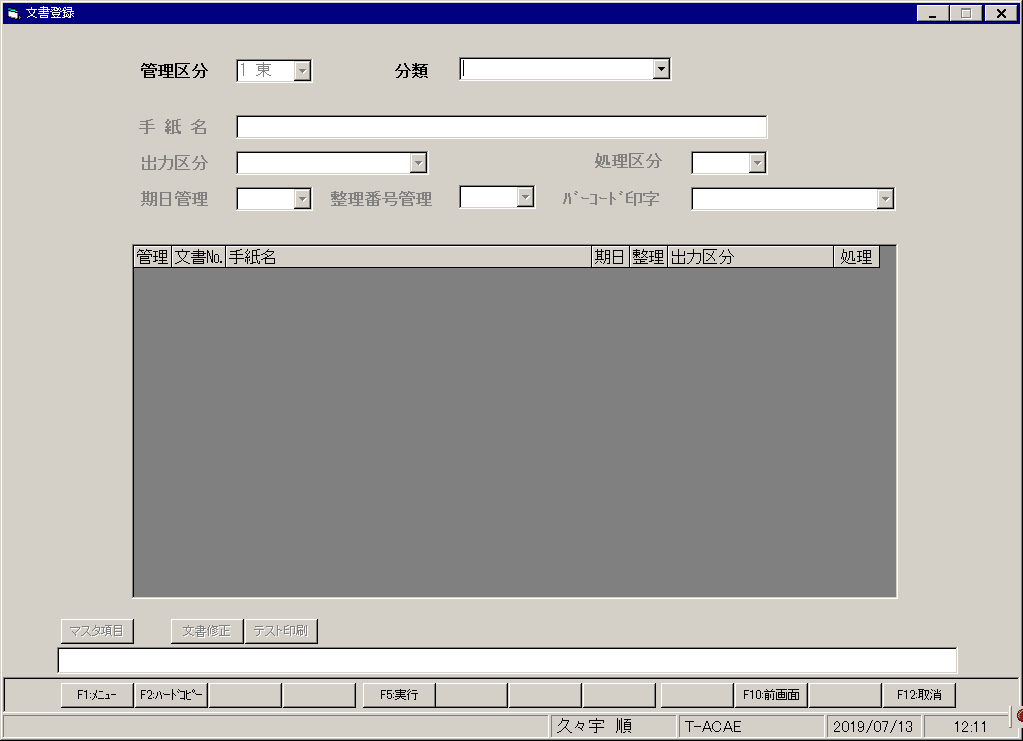 文書登録
管理区分 1 東 分類
手 紙 名
出力区分 処理区分
期日管理 整理番号管理 ﾊﾞｰｺｰﾄﾞ印字
管理 文書No. 手紙名 期日 整理 出力区分 処理
マスタ項目 文書修正 テスト印刷
F1:ﾒﾆｭｰ F2:ﾊｰﾄﾞｺﾋﾟｰ F5:実行 F10:前画面 F12:取消
久々宇 順 T-ACAE 2019/07/13 12:11